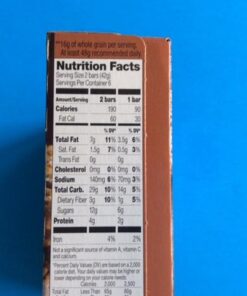 **16g of whole grain per serving.
At least 48g recommended daily.
Nutrition Facts
Serving Size 2 bars (42g)
Servings Per Container 6
Amount/Serving 2 bars 1 bar
Calories 190 90
Fat Cal 60 30
% DV* % DV*
Total Fat 7g 11% 3.5g 6%
Sat. Fat 1.5g 7% 0.5g 3%
Trans Fat 0g 0g
Cholesterol 0mg 0% 0mg 0%
Sodium 140mg 6% 70mg 3%
Total Carb. 29g 10% 14g 5%
Dietary Fiber 3g 10% 1g 5%
Sugars 12g 6g
Protein 4g 2g
Iron 4% 2%
Not a significant source of vitamin A, vitamin C
and calcium.
*Percent Daily Values (DV) are based on a 2,000
calorie diet. Your daily values may be higher or
lower depending on your calorie needs:
Calories 2,000 2,500
Total Fat Less Than 65g 80g